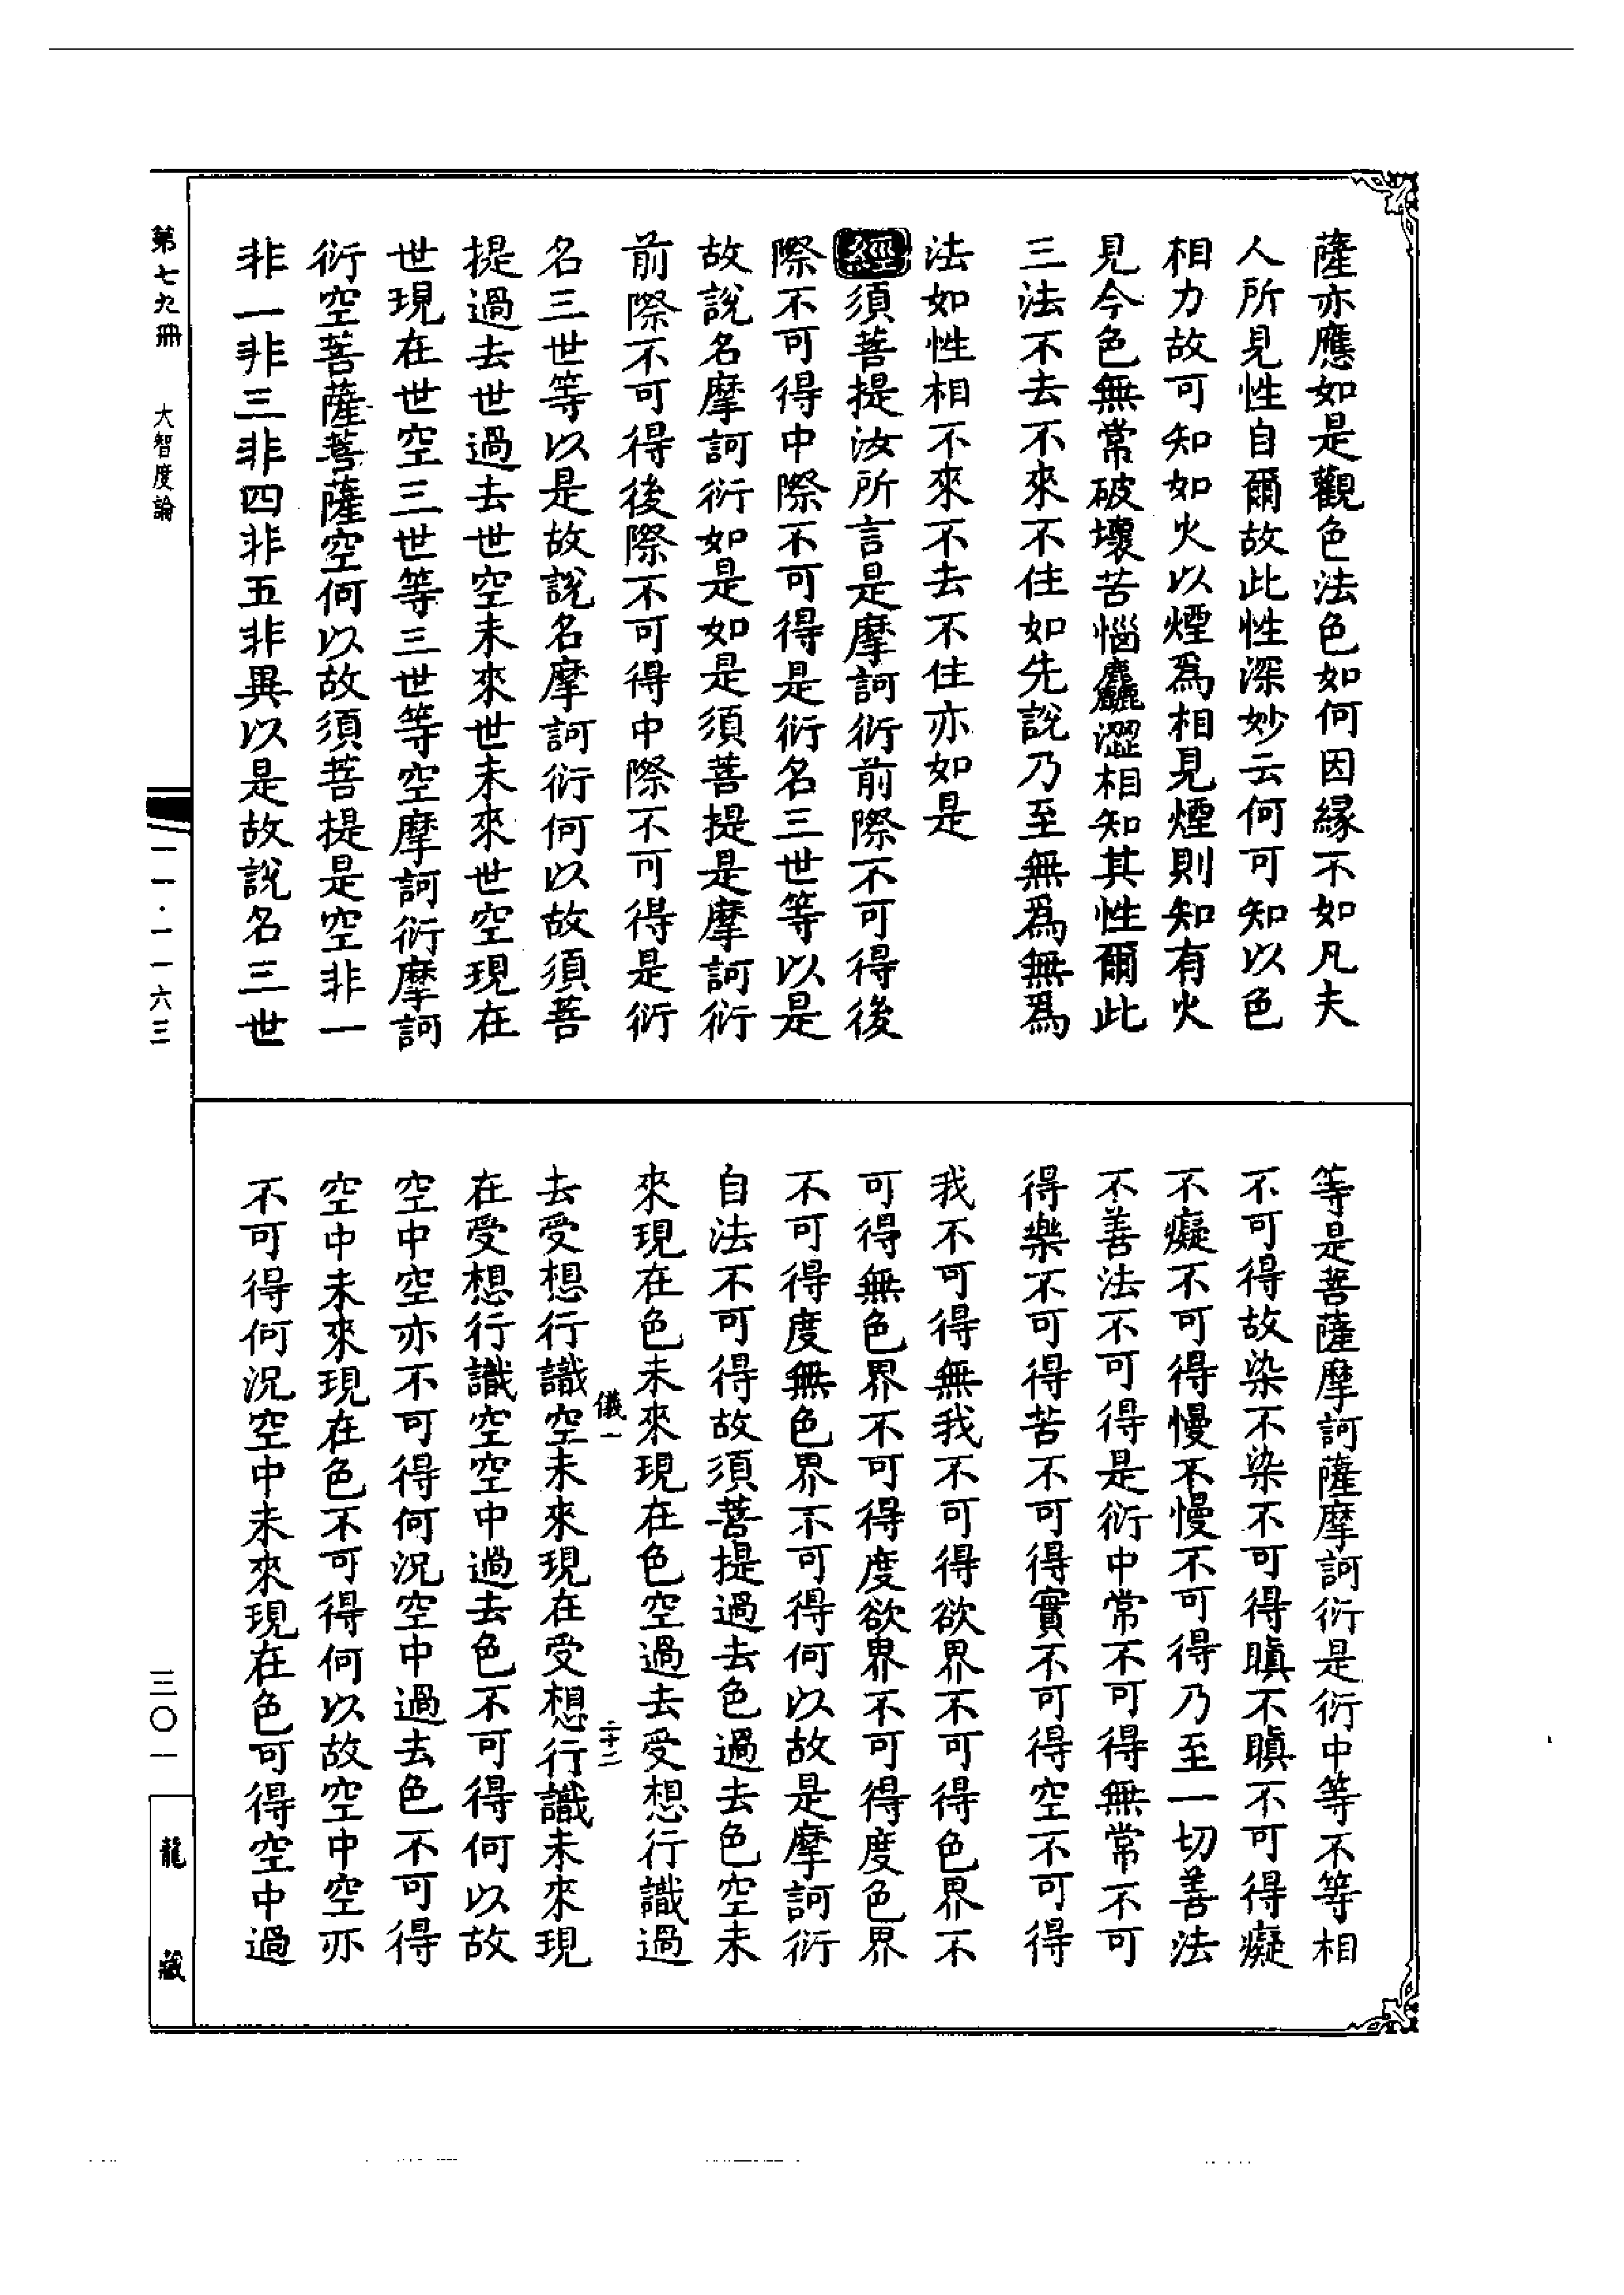 薩亦應如是觀色法色如何因緣不如凡夫
人所見性自爾故此性深妙云何可知以色
相力故可知如火以煙爲相見煙則知有火
見今色無常破壞苦惱麤澀相知其性爾此
三法不去不來不住如先說乃至無爲無爲
法如性相不來不去不住亦如是
經須菩提汝所言是摩訶衍前際不可得後
際不可得中際不可得是衍名三世等以是
故說名摩訶衍如是如是須菩提是摩訶衍
前際不可得後際不可得中際不可得是衍
名三世等以是故說名摩訶衍何以故須菩
提過去世過去世空未來世未來世空現在
世現在世空三世等三世等空摩訶衍摩訶
衍空菩薩菩薩空何以故須菩提是空非一
非一非三非四非五非異以是故說名三世
等是菩薩摩訶薩摩訶衍是衍中等不等相
不可得故染不染不可得瞋不瞋不可得癡
不癡不可得慢不慢不可得乃至一切善法
不善法不可得是衍中常不可得無常不可
得樂不可得苦不可得實不可得空不可得
我不可得無我不可得欲界不可得色界不
可得無色界不可得度欲界不可得度色界
不可得度無色界不可得何以故是摩訶衍
自法不可得故須菩提過去色過去色空未
來現在色未來現在色空過去受想行識過
去受想行識空未來現在受想行識未來現
在受想行識空空中過去色不可得何以故
空中空亦不可得何況空中過去色不可得
空中未來現在色不可得何以故空中空亦
不可得何況空中未來現在色可得空中過
儀一
二十二
第七九冊
大智度論
一一·一一六三
三〇一
龍藏